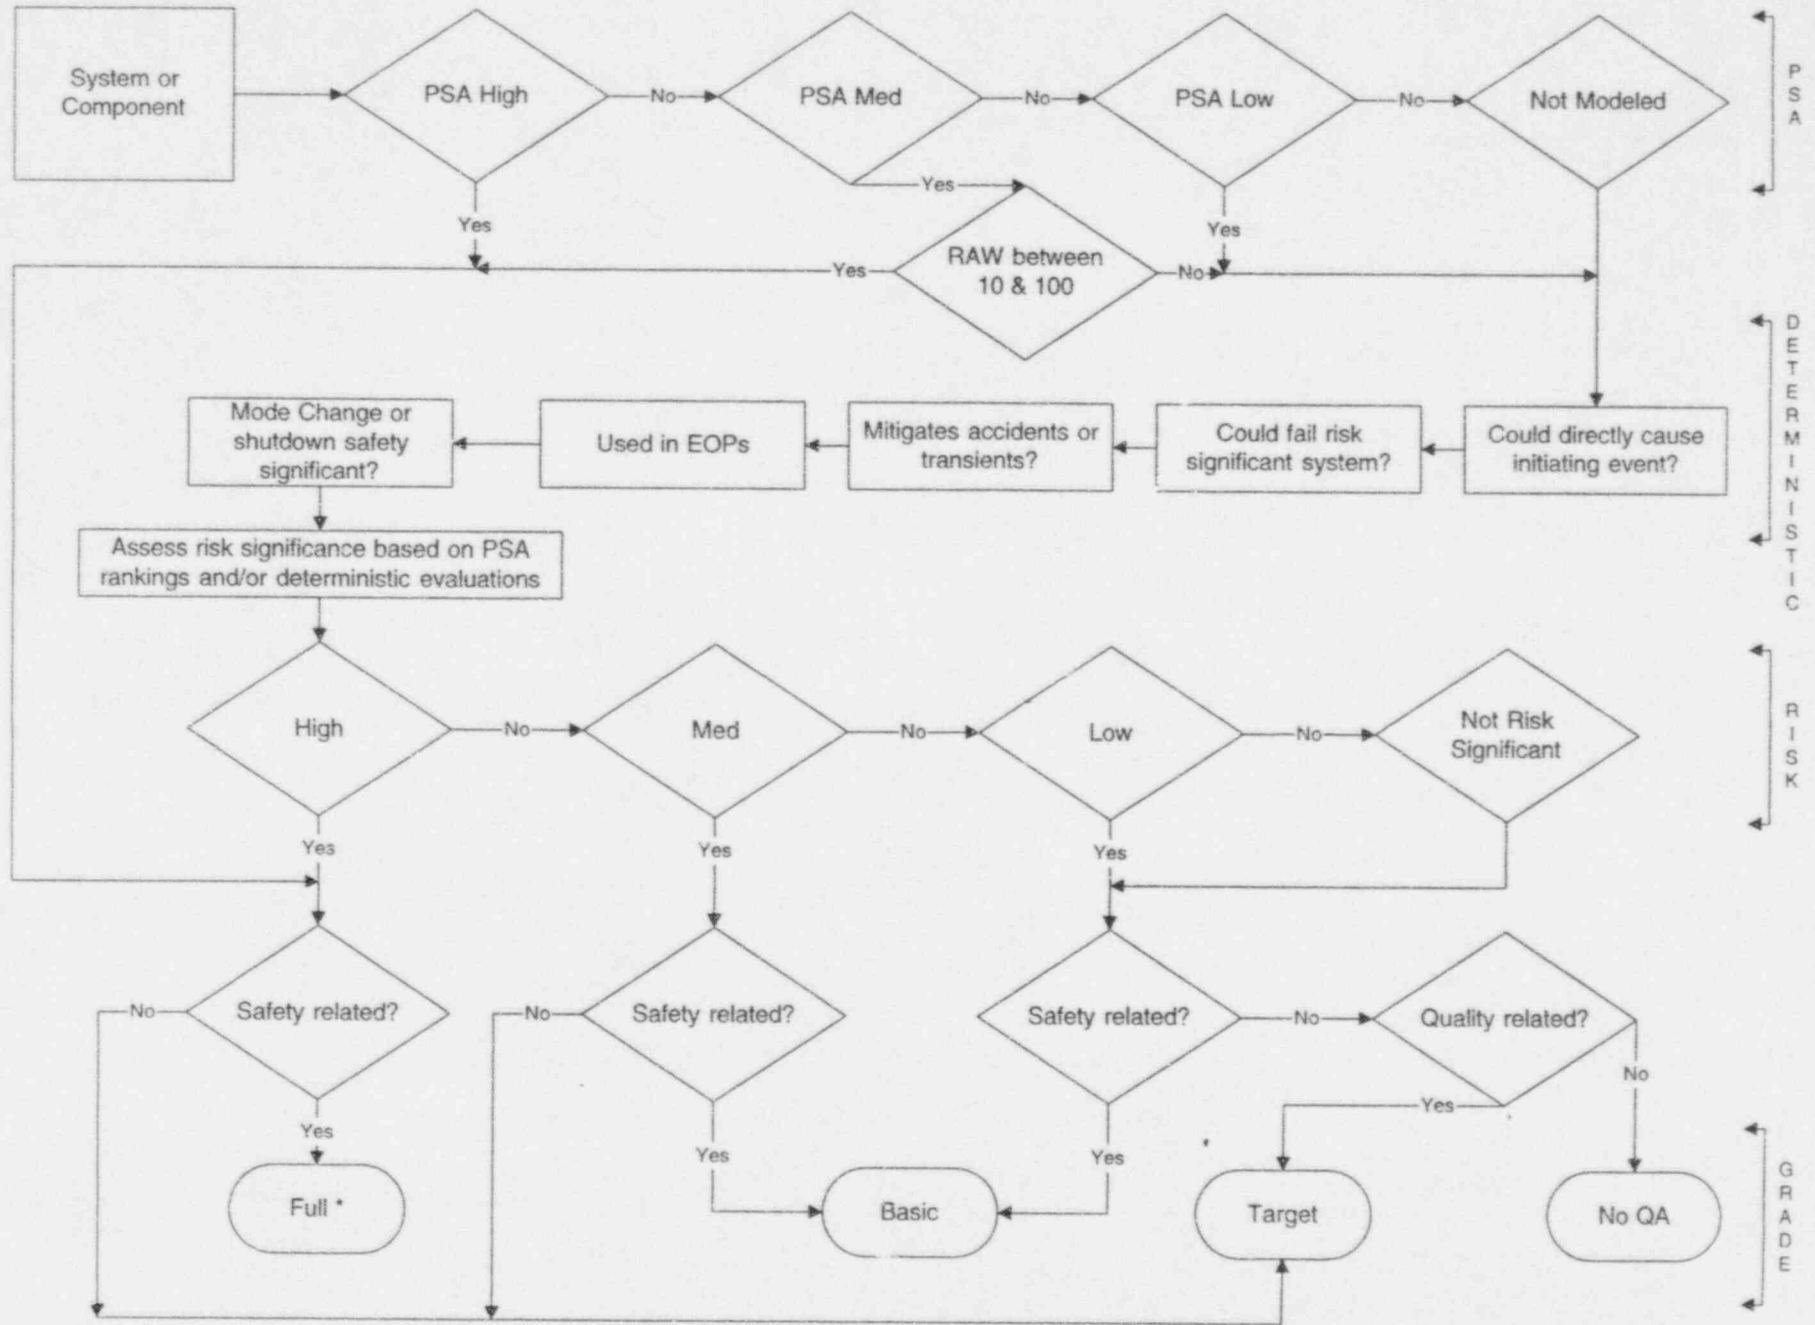 System or
Component
PSA High
No
PSA Med
No
PSA Low
No
Not Modeled
PSA
Yes
Yes
Yes
Yes
RAW between
10 & 100
No
DETERMINISTIC
Mode Change or
shutdown safety
significant?
Used in EOPs
Mitigates accidents or
transients?
Could fail risk
significant system?
Could directly cause
initiating event?
Assess risk significance based on PSA
rankings and/or deterministic evaluations
High
No
Med
No
Low
No
Not Risk
Significant
RISK
Yes
Yes
Yes
No
Safety related?
No
Safety related?
Safety related?
No
Quality related?
No
Yes
Yes
Yes
Yes
Full *
Basic
Target
No QA
GRADE